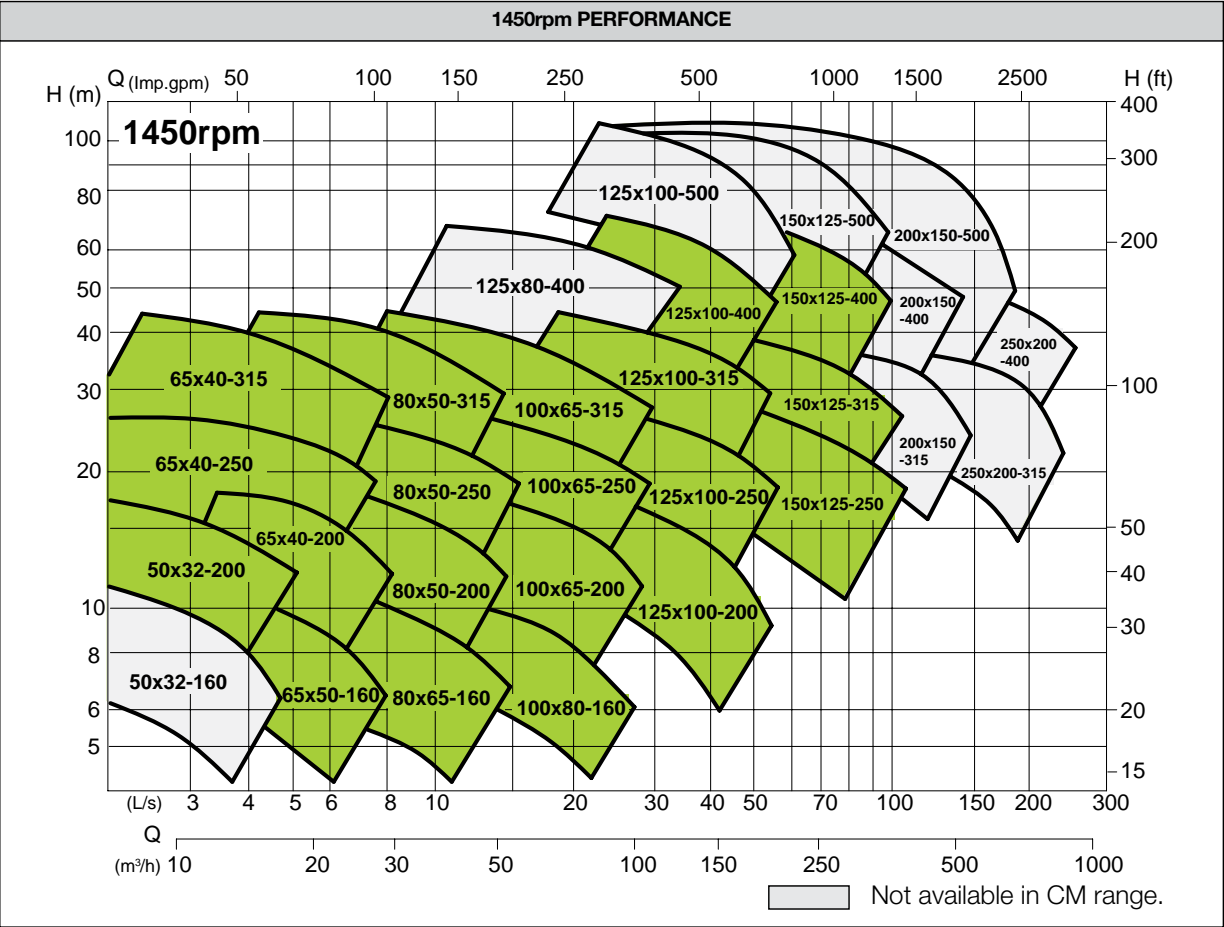 1450rpm PERFORMANCE
Q (Imp.gpm) 50 100 150 250 500 1000 1500 2500 H (ft)
H (m)
1450rpm
400
100
300
80
60
200
50
40
100
30
20
50
40
10
30
8
6
20
5
15
125x100-500
150x125-500
200x150-500
125x80-400
125x100-400
150x125-400
200x150
-400
250x200
-400
65x40-315
80x50-315
100x65-315
125x100-315
150x125-315
200x150
-315
250x200-315
65x40-250
80x50-250
100x65-250
125x100-250
150x125-250
50x32-200
65x40-200
80x50-200
100x65-200
125x100-200
50x32-160
65x50-160
80x65-160
100x80-160
(L/s) 3 4 5 6 8 10 20 30 40 50 70 100 150 200 300
Q
(m³/h) 10 20 30 50 100 150 250 500 1000
Not available in CM range.